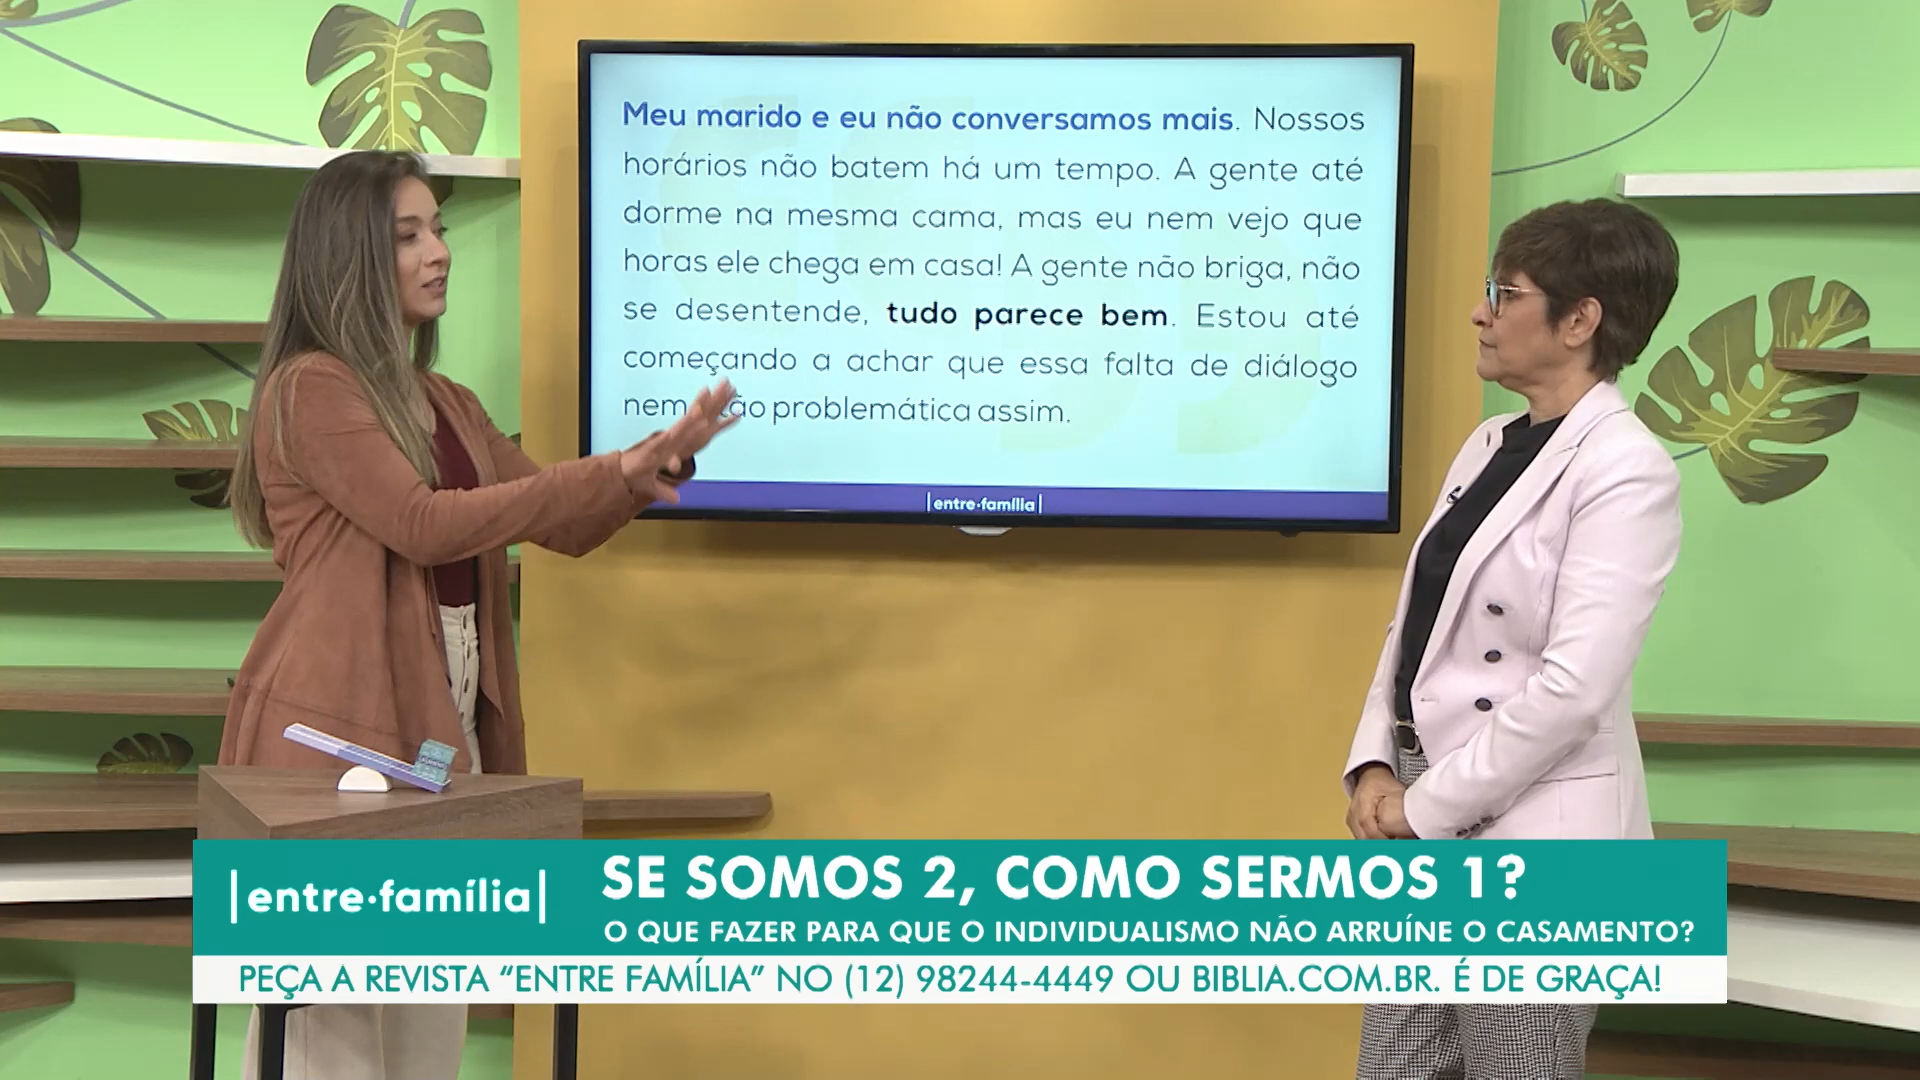 Meu marido e eu não conversamos mais. Nossos
horários não batem há um tempo. A gente até
dorme na mesma cama, mas eu nem vejo que
horas ele chega em casa! A gente não briga, não
se desentende, tudo parece bem. Estou até
começando a achar que essa falta de diálogo
nem problemática assim.
|entre·família|
|entre·família|
SE SOMOS 2, COMO SERMOS 1?
O QUE FAZER PARA QUE O INDIVIDUALISMO NÃO ARRUÍNE O CASAMENTO?
PEÇA A REVISTA “ENTRE FAMÍLIA” NO (12) 98244-4449 OU BIBLIA.COM.BR. É DE GRAÇA!